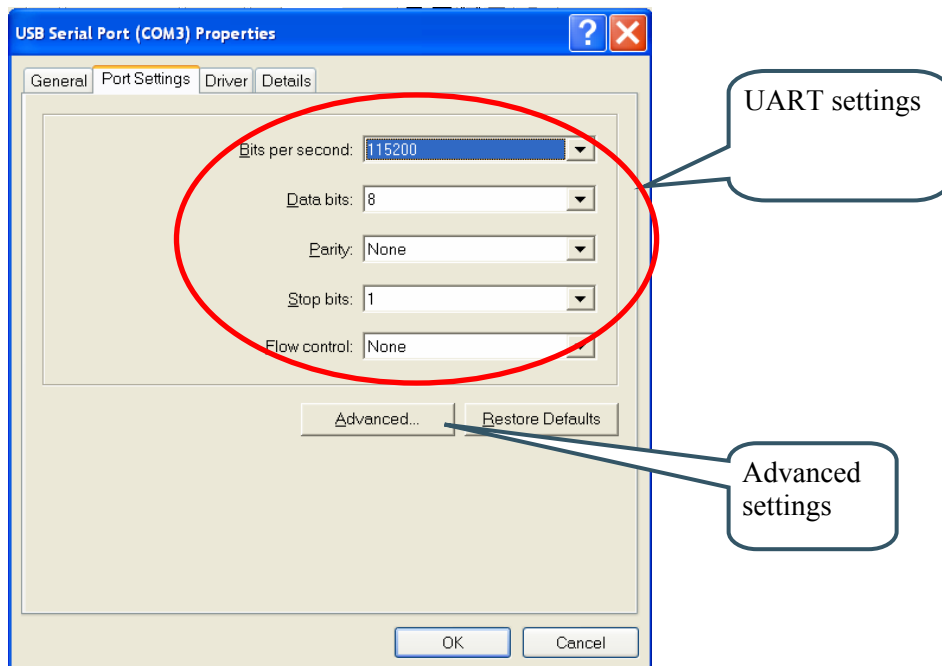 USB Serial Port (COM3) Properties
General Port Settings Driver Details
UART settings
Bits per second: 115200
Data bits: 8
Parity: None
Stop bits: 1
Flow control: None
Advanced... Restore Defaults
Advanced
settings
OK Cancel